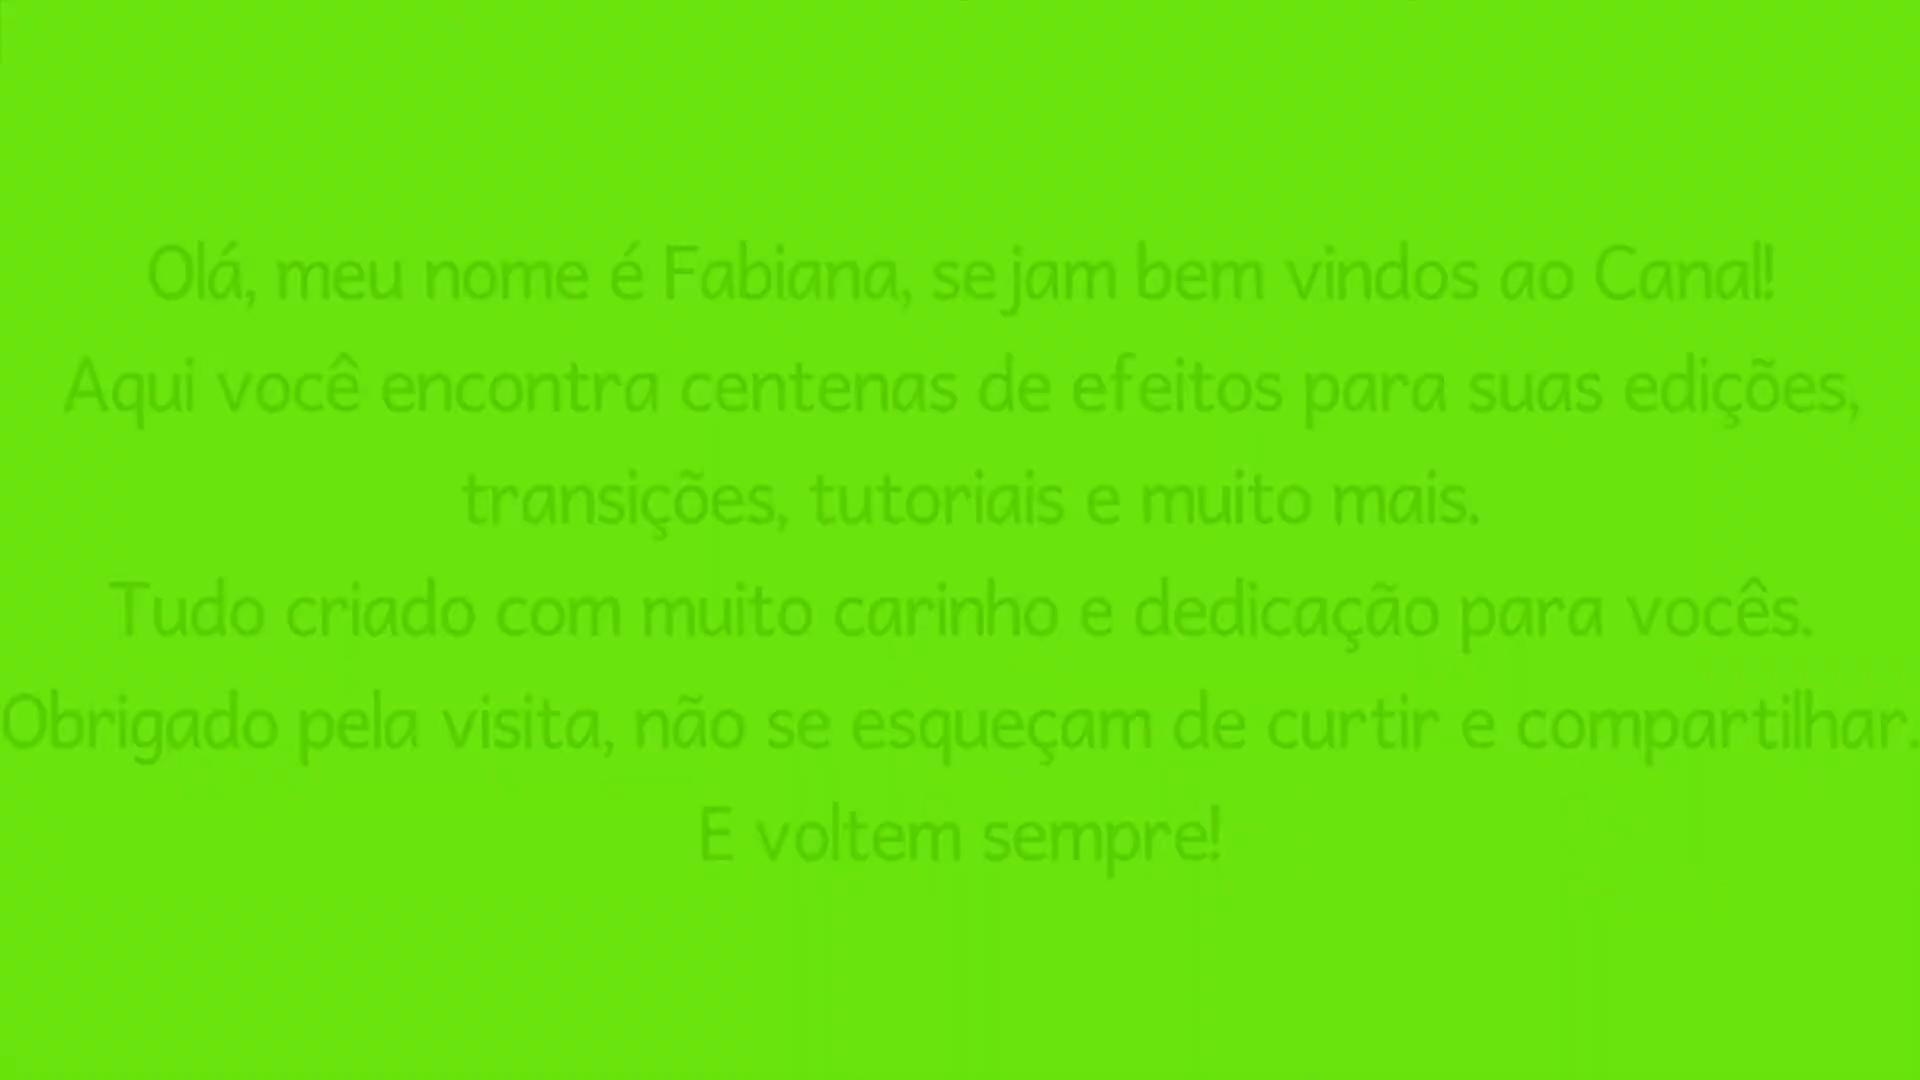 Olá, meu nome é Fabiana, sejam bem vindos ao Canal!
Aqui você encontra centenas de efeitos para suas edições,
transições, tutoriais e muito mais.
Tudo criado com muito carinho e dedicação para vocês.
Obrigado pela visita, não se esqueçam de curtir e compartilhar.
E voltem sempre!